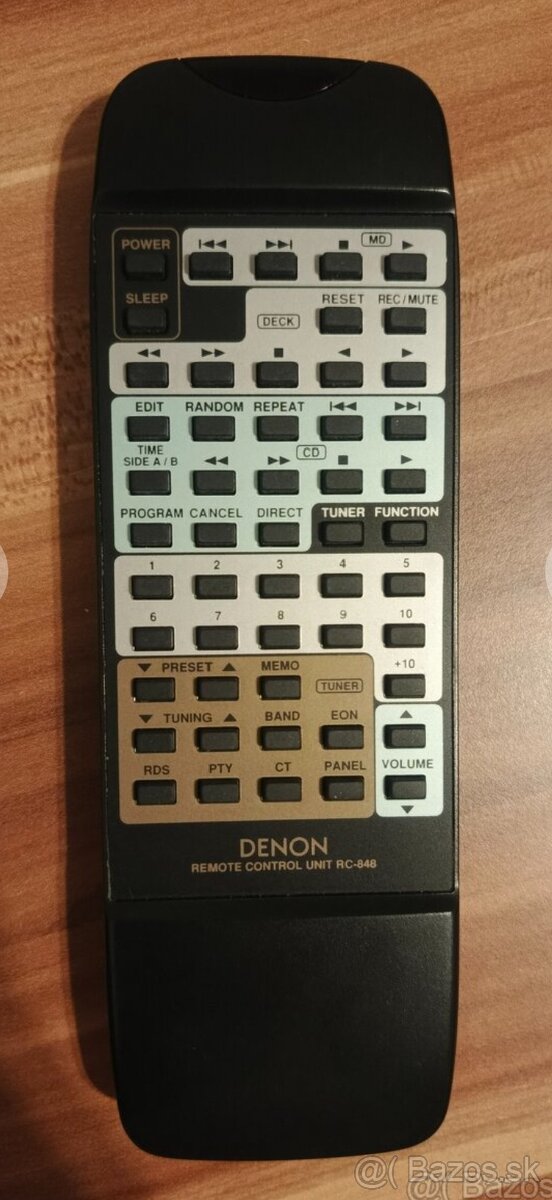 POWER
MD
SLEEP
DECK
RESET
REC / MUTE
EDIT RANDOM REPEAT
TIME
SIDE A / B
CD
PROGRAM CANCEL DIRECT TUNER FUNCTION
1 2 3 4 5
6 7 8 9 10
PRESET MEMO TUNER +10
TUNING BAND EON
RDS PTY CT PANEL VOLUME
DENON
REMOTE CONTROL UNIT RC-848
@( Bazos.sk
@( Bazos